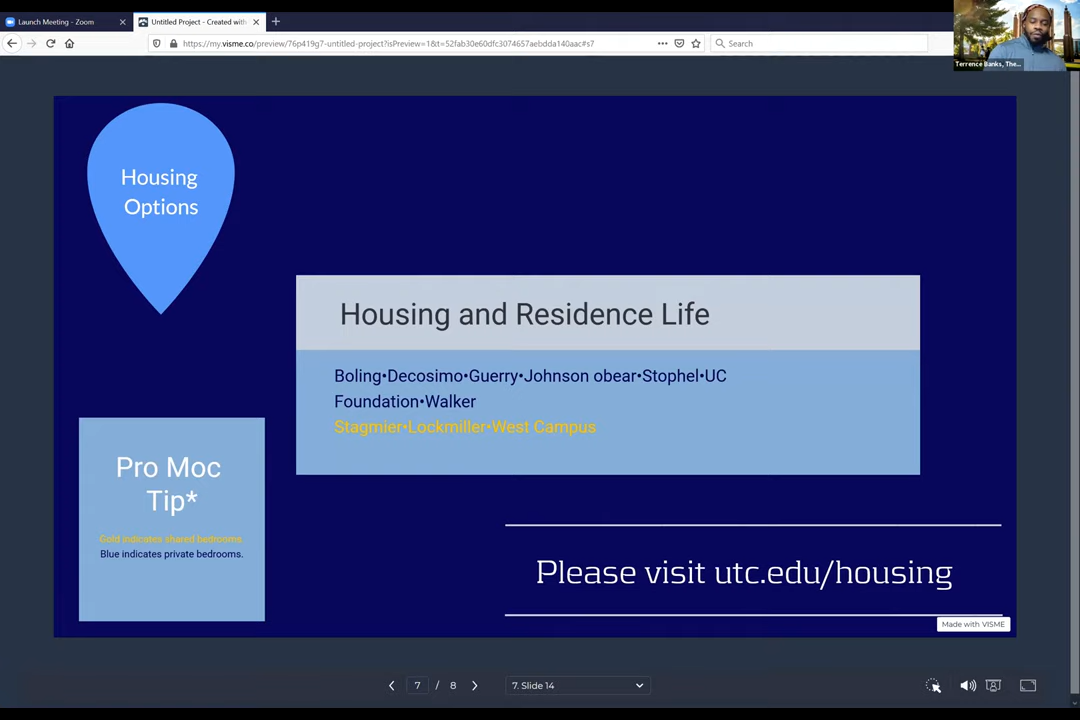 Launch Meeting - Zoom
Untitled Project - Created with
https://my.visme.co/preview/76p419g7-untitled-project?isPreview=1&t=52fab30e60dfc3074657aebdda140aac#s7
Search
Terrence Banks, The...
Housing
Options
Housing and Residence Life
Boling•Decosimo•Guerry•Johnson obear•Stophel•UC
Foundation•Walker
Stagmier•Lockmiller•West Campus
Pro Moc
Tip*
Gold indicates shared bedrooms.
Blue indicates private bedrooms.
Please visit utc.edu/housing
Made with VISME
7 / 8
7. Slide 14